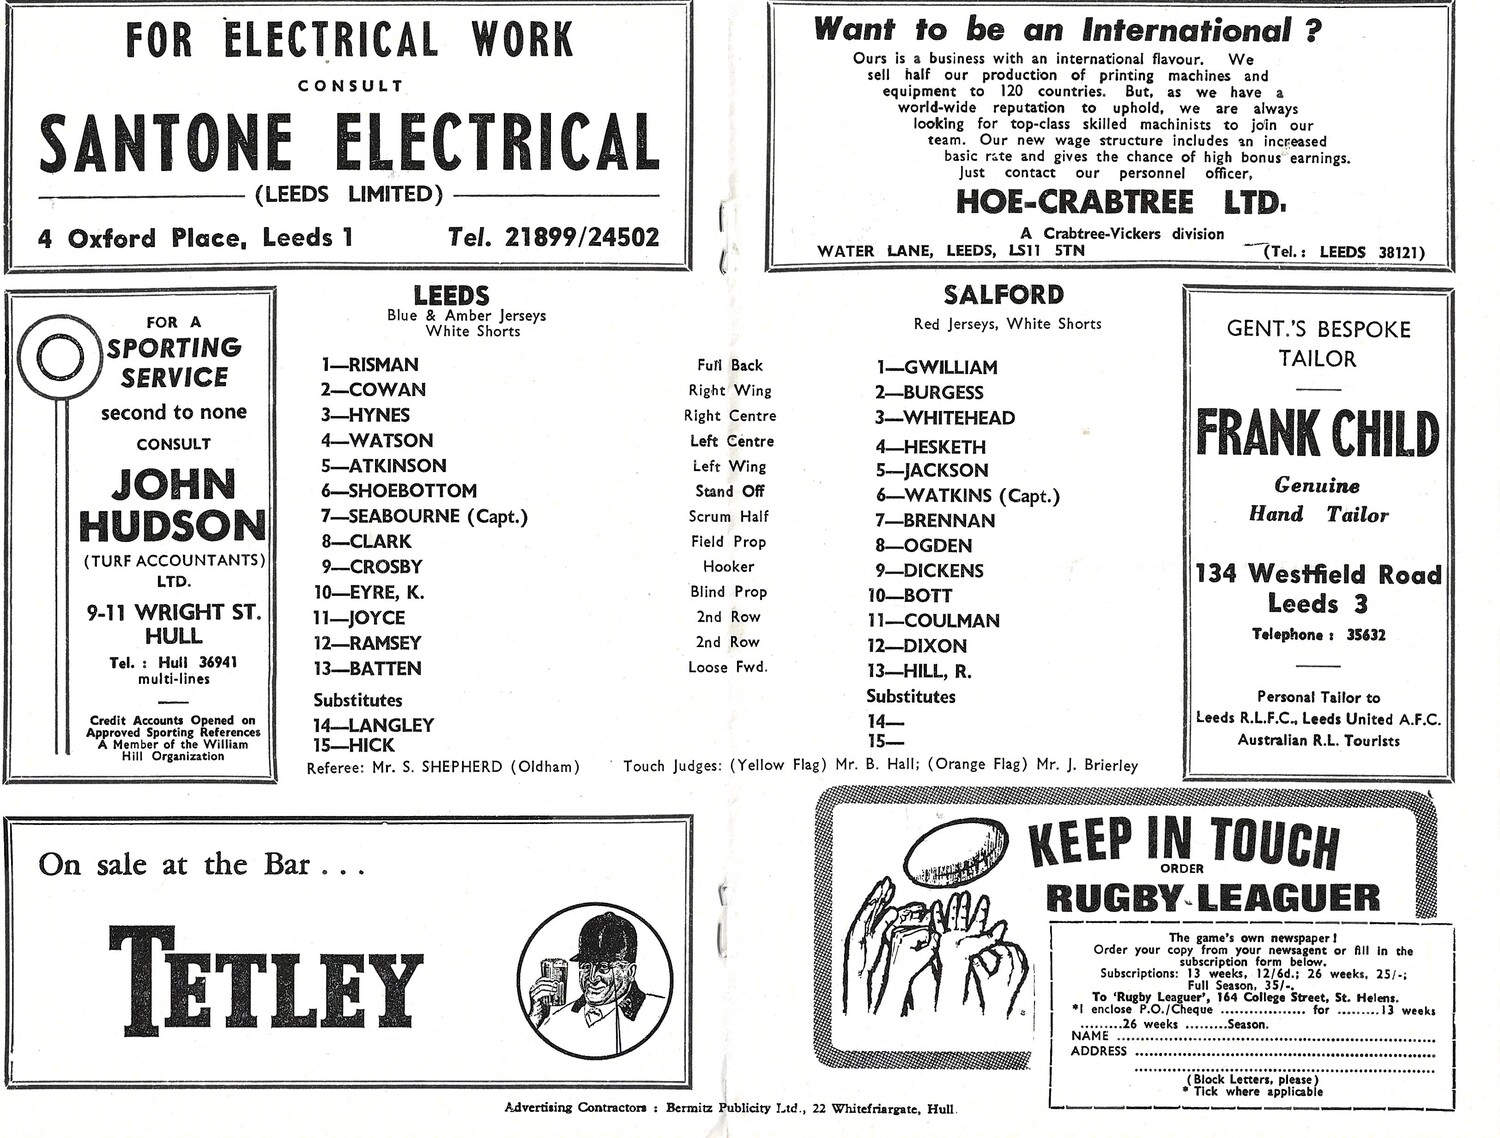 FOR ELECTRICAL WORK
CONSULT
SANTONE ELECTRICAL
(LEEDS LIMITED)
4 Oxford Place, Leeds 1 Tel. 21899/24502
Want to be an International ?
Ours is a business with an international flavour. We
sell half our production of printing machines and
equipment to 120 countries. But, as we have a
world-wide reputation to uphold, we are always
looking for top-class skilled machinists to join our
team. Our new wage structure includes an increased
basic rate and gives the chance of high bonus earnings.
Just contact our personnel officer,
HOE-CRABTREE LTD.
A Crabtree-Vickers division
WATER LANE, LEEDS, LS11 5TN (Tel.: LEEDS 38121)
FOR A
SPORTING
SERVICE
second to none
CONSULT
JOHN
HUDSON
(TURF ACCOUNTANTS)
LTD.
9-11 WRIGHT ST.
HULL
Tel. : Hull 36941
multi-lines
Credit Accounts Opened on
Approved Sporting References
A Member of the William
Hill Organization
LEEDS
Blue & Amber Jerseys
White Shorts
SALFORD
Red Jerseys, White Shorts
1—RISMAN Full Back 1—GWILLIAM
2—COWAN Right Wing 2—BURGESS
3—HYNES Right Centre 3—WHITEHEAD
4—WATSON Left Centre 4—HESKETH
5—ATKINSON Left Wing 5—JACKSON
6—SHOEBOTTOM Stand Off 6—WATKINS (Capt.)
7—SEABOURNE (Capt.) Scrum Half 7—BRENNAN
8—CLARK Field Prop 8—OGDEN
9—CROSBY Hooker 9—DICKENS
10—EYRE, K. Blind Prop 10—BOTT
11—JOYCE 2nd Row 11—COULMAN
12—RAMSEY 2nd Row 12—DIXON
13—BATTEN Loose Fwd. 13—HILL, R.
Substitutes Substitutes
14—LANGLEY 14—
15—HICK 15—
Referee: Mr. S. SHEPHERD (Oldham) Touch Judges: (Yellow Flag) Mr. B. Hall; (Orange Flag) Mr. J. Brierley
GENT.'S BESPOKE
TAILOR
FRANK CHILD
Genuine
Hand Tailor
134 Westfield Road
Leeds 3
Telephone : 35632
Personal Tailor to
Leeds R.L.F.C., Leeds United A.F.C.
Australian R.L. Tourists
On sale at the Bar . . .
TETLEY
KEEP IN TOUCH
ORDER
RUGBY LEAGUER
The game's own newspaper!
Order your copy from your newsagent or fill in the
subscription form below.
Subscriptions: 13 weeks, 12/6d.; 26 weeks, 25/-;
Full Season, 35/-.
To 'Rugby Leaguer', 164 College Street, St. Helens.
*I enclose P.O./Cheque .................. for .........13 weeks
.........26 weeks .........Season.
NAME ..................................................
ADDRESS ..................................................
..................................................
(Block Letters, please)
* Tick where applicable
Advertising Contractors : Bermitz Publicity Ltd., 22 Whitefriargate, Hull.